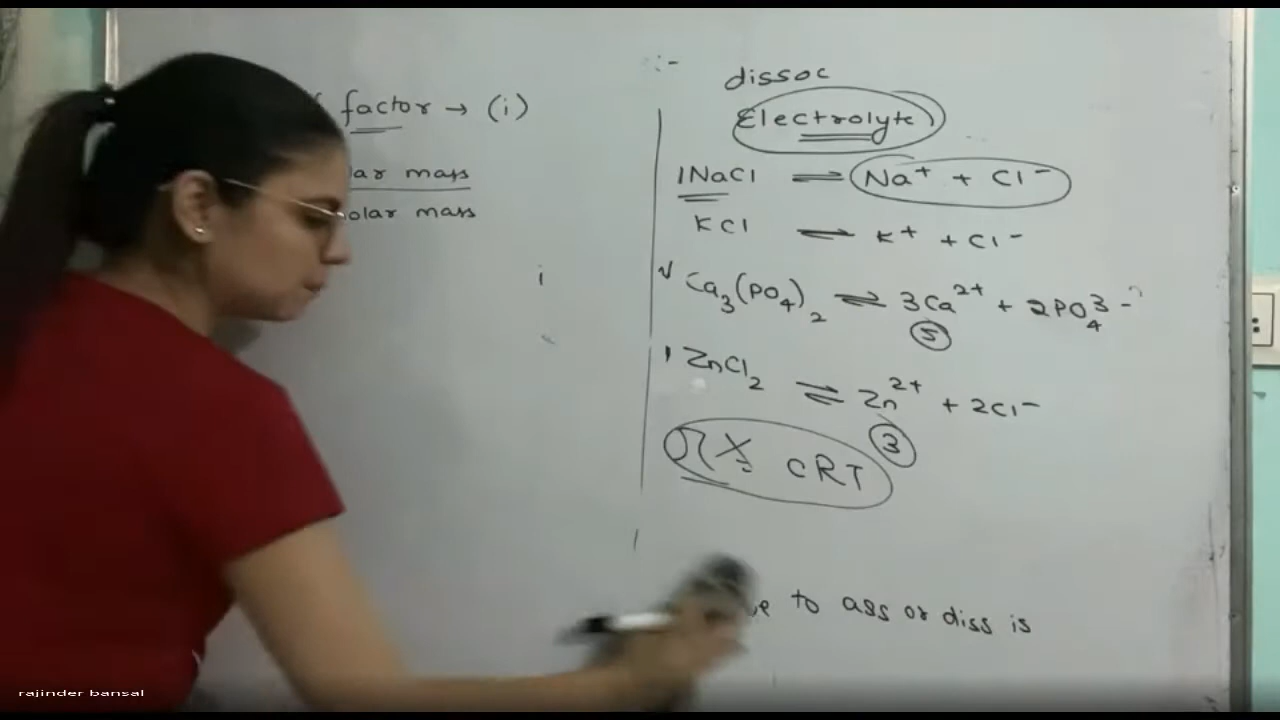 factor → (i)
lar mass
olar mass
i
dissoc
Electrolyte
1NaCl ⇌ Na⁺ + Cl⁻
KCl ⇌ K⁺ + Cl⁻
√ Ca₃(PO₄)₂ ⇌ 3Ca²⁺ + 2PO₄³⁻
5
1 ZnCl₂ ⇌ Zn²⁺ + 2Cl⁻
3
cRT
to ass or diss is
rajinder bansal